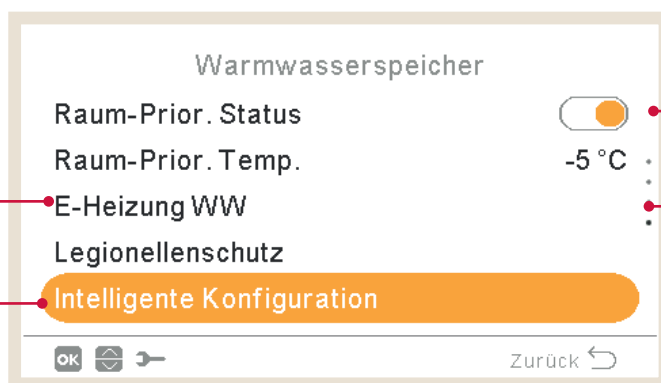 Warmwasserspeicher
Raum-Prior. Status
Raum-Prior. Temp. -5 °C
E-Heizung WW
Legionellenschutz
Intelligente Konfiguration
OK Zurück